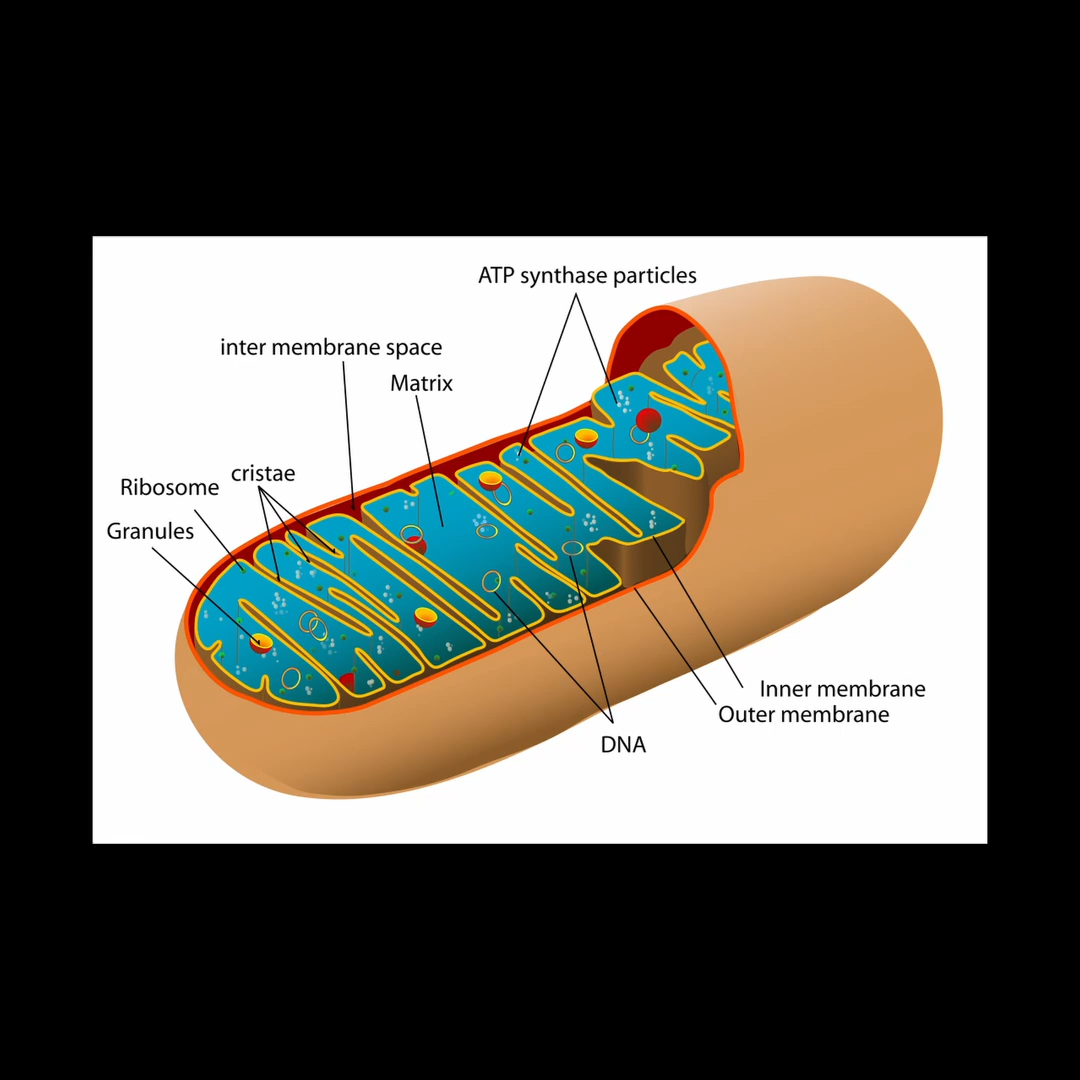 ATP synthase particles
inter membrane space
Matrix
cristae
Ribosome
Granules
Inner membrane
Outer membrane
DNA